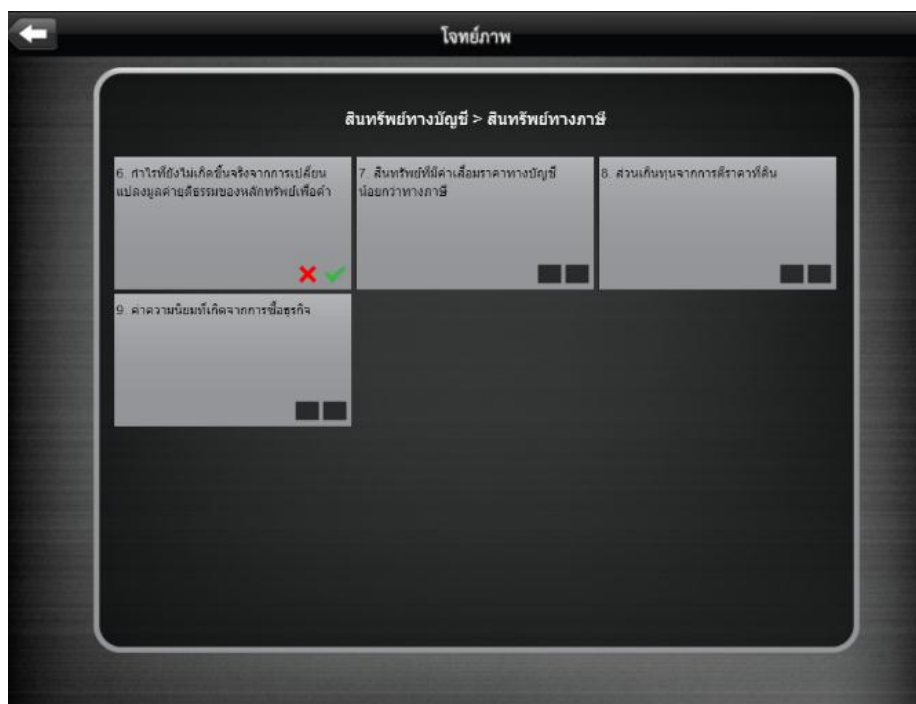 โจทย์ภาพ
สินทรัพย์ทางบัญชี > สินทรัพย์ทางภาษี
6. กำไรที่ยังไม่เกิดขึ้นจริงจากการเปลี่ยน
แปลงมูลค่ายุติธรรมของหลักทรัพย์เพื่อค้า
7. สินทรัพย์ที่มีค่าเสื่อมราคาทางบัญชี
น้อยกว่าทางภาษี
8. ส่วนเกินทุนจากการตีราคาที่ดิน
9. ค่าความนิยมที่เกิดจากการซื้อธุรกิจ